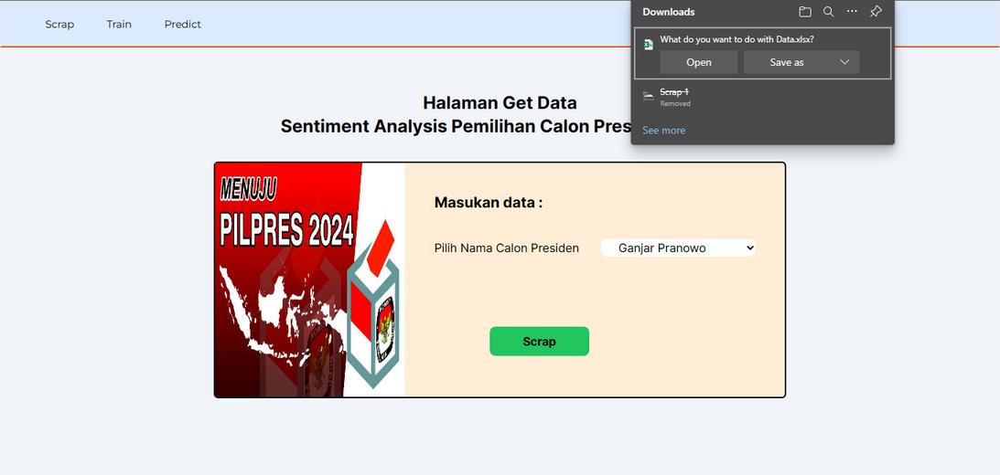 Scrap Train Predict
Downloads
What do you want to do with Data.xlsx?
Open Save as
Scrap 1
Removed
See more
Halaman Get Data
Sentiment Analysis Pemilihan Calon Pres
MENUJU
PILPRES 2024
Masukan data :
Pilih Nama Calon Presiden Ganjar Pranowo
Scrap